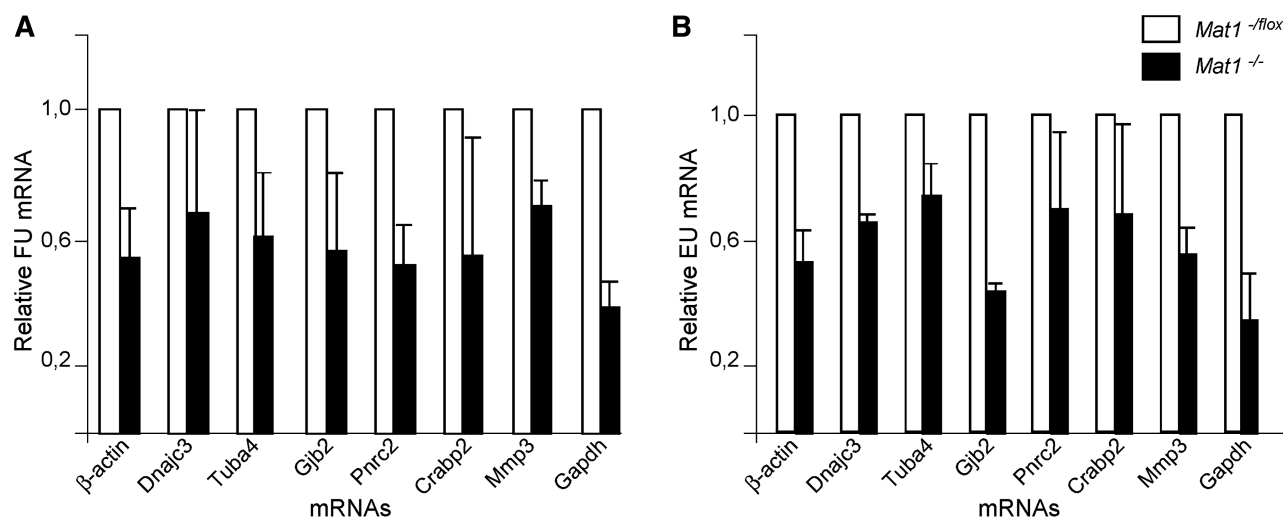 A
Relative FU mRNA
1,0
0,6
0,2
β-actin
Dnajc3
Tuba4
Gjb2
Pnrc2
Crabp2
Mmp3
Gapdh
mRNAs
B
Mat1 -/flox
Mat1 -/-
Relative EU mRNA
1,0
0,6
0,2
β-actin
Dnajc3
Tuba4
Gjb2
Pnrc2
Crabp2
Mmp3
Gapdh
mRNAs